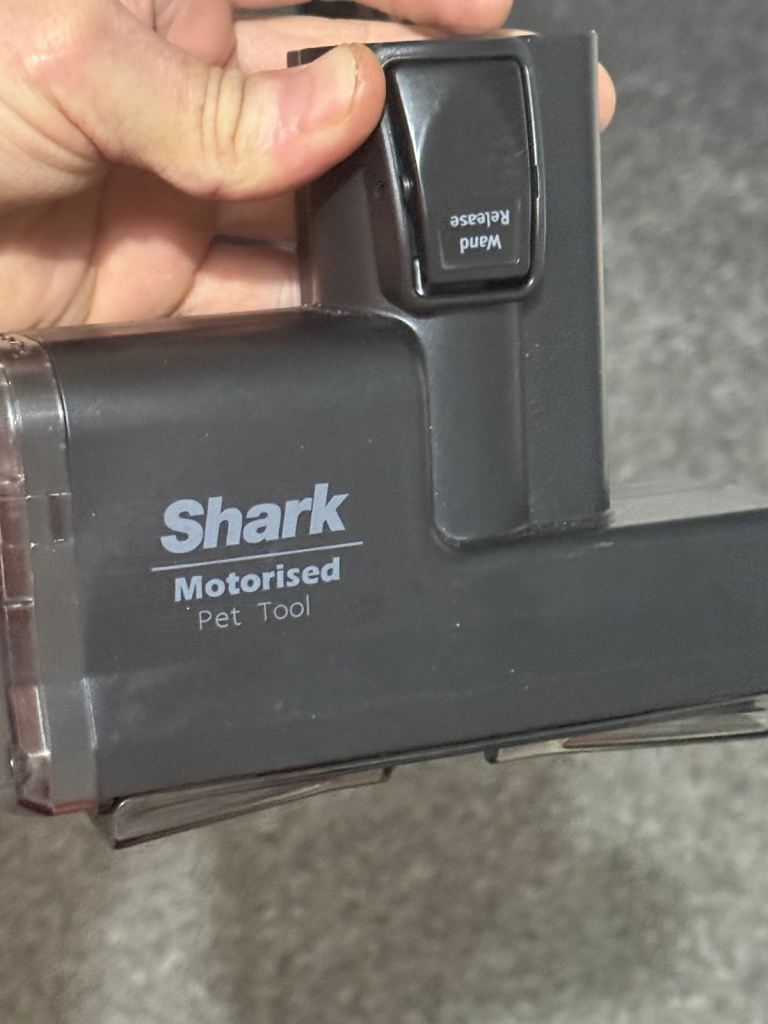 Wand
Release
Shark
Motorised
Pet Tool